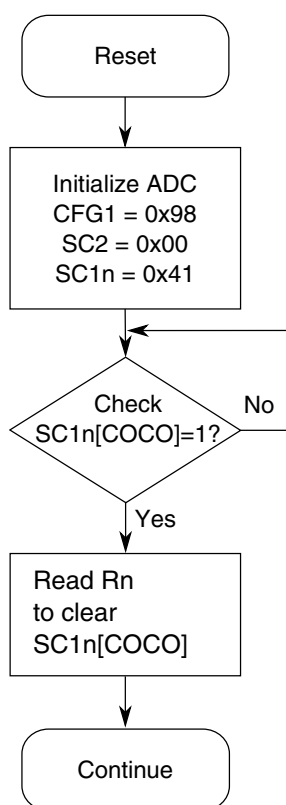 Reset
Initialize ADC
CFG1 = 0x98
SC2 = 0x00
SC1n = 0x41
Check
SC1n[COCO]=1?
No
Yes
Read Rn
to clear
SC1n[COCO]
Continue